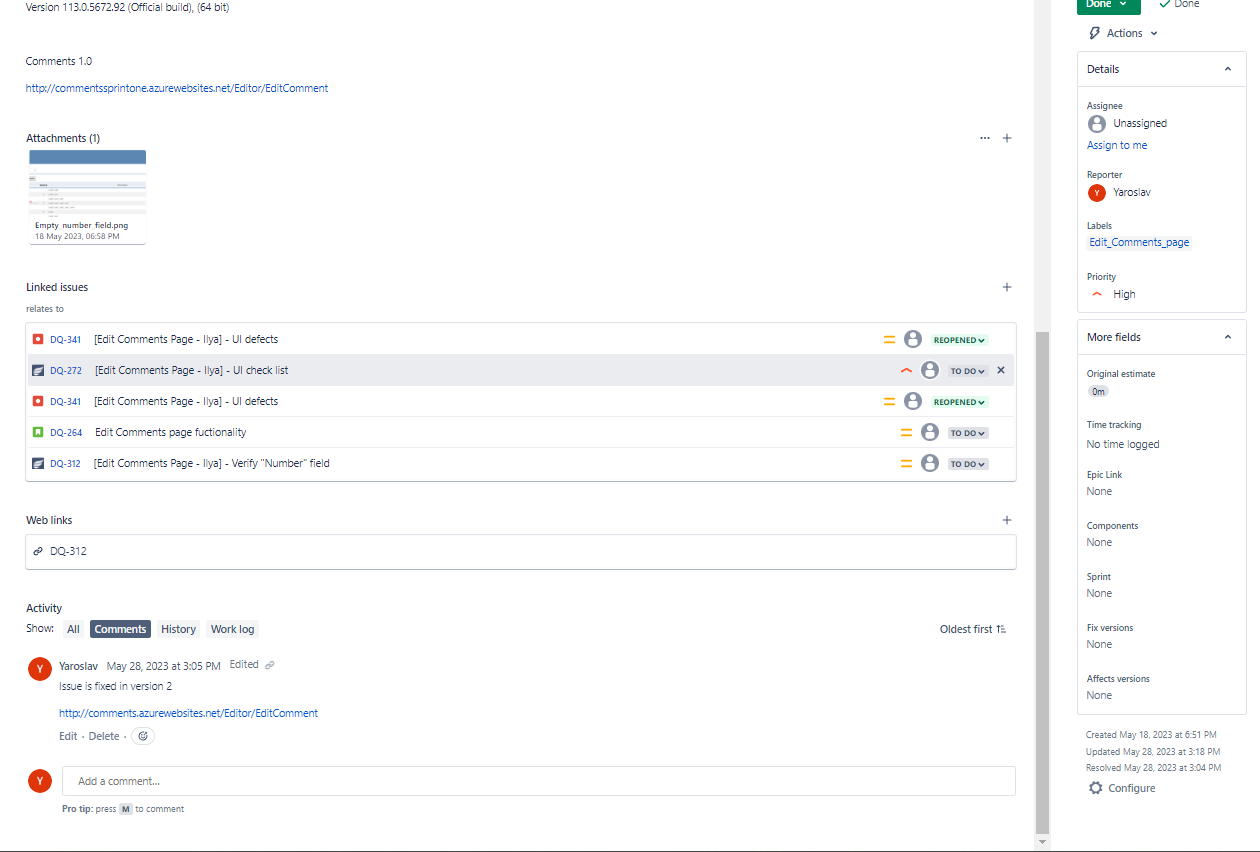 Version 113.0.5672.92 (Official build), (64 bit)
Comments 1.0
http://commentssprintone.azurewebsites.net/Editor/EditComment
Attachments (1)
Empty number field.png
18 May 2023, 06:58 PM
Linked issues
relates to
DQ-341 [Edit Comments Page - Ilya] - UI defects REOPENED
DQ-272 [Edit Comments Page - Ilya] - UI check list TO DO
DQ-341 [Edit Comments Page - Ilya] - UI defects REOPENED
DQ-264 Edit Comments page fuctionality TO DO
DQ-312 [Edit Comments Page - Ilya] - Verify "Number" field TO DO
Web links
DQ-312
Activity
Show: All Comments History Work log Oldest first
Y Yaroslav May 28, 2023 at 3:05 PM Edited
Issue is fixed in version 2
http://comments.azurewebsites.net/Editor/EditComment
Edit · Delete ·
Y Add a comment...
Pro tip: press M to comment
Done Done
Actions
Details
Assignee
Unassigned
Assign to me
Reporter
Y Yaroslav
Labels
Edit_Comments_page
Priority
High
More fields
Original estimate
0m
Time tracking
No time logged
Epic Link
None
Components
None
Sprint
None
Fix versions
None
Affects versions
None
Created May 18, 2023 at 6:51 PM
Updated May 28, 2023 at 3:18 PM
Resolved May 28, 2023 at 3:04 PM
Configure